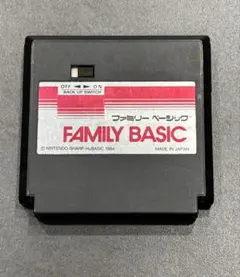 OFF ◄ ► ON
BACK UP SWITCH
ファミリー ベーシック
FAMILY BASIC
© NINTENDO・SHARP・HuBASIC 1984
MADE IN JAPAN